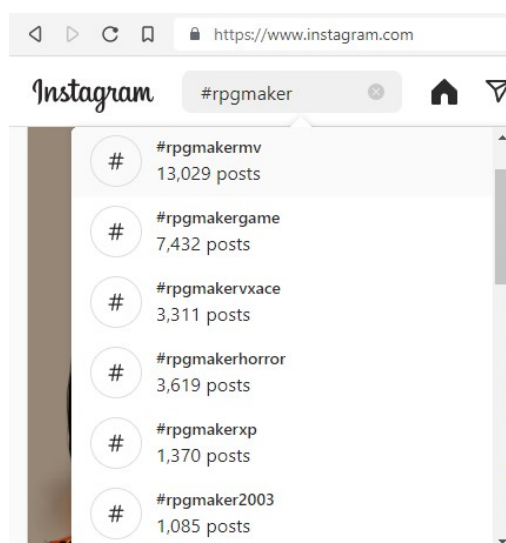 https://www.instagram.com
Instagram
#rpgmaker
#rpgmakermv
13,029 posts
#rpgmakergame
7,432 posts
#rpgmakervxace
3,311 posts
#rpgmakerhorror
3,619 posts
#rpgmakerxp
1,370 posts
#rpgmaker2003
1,085 posts